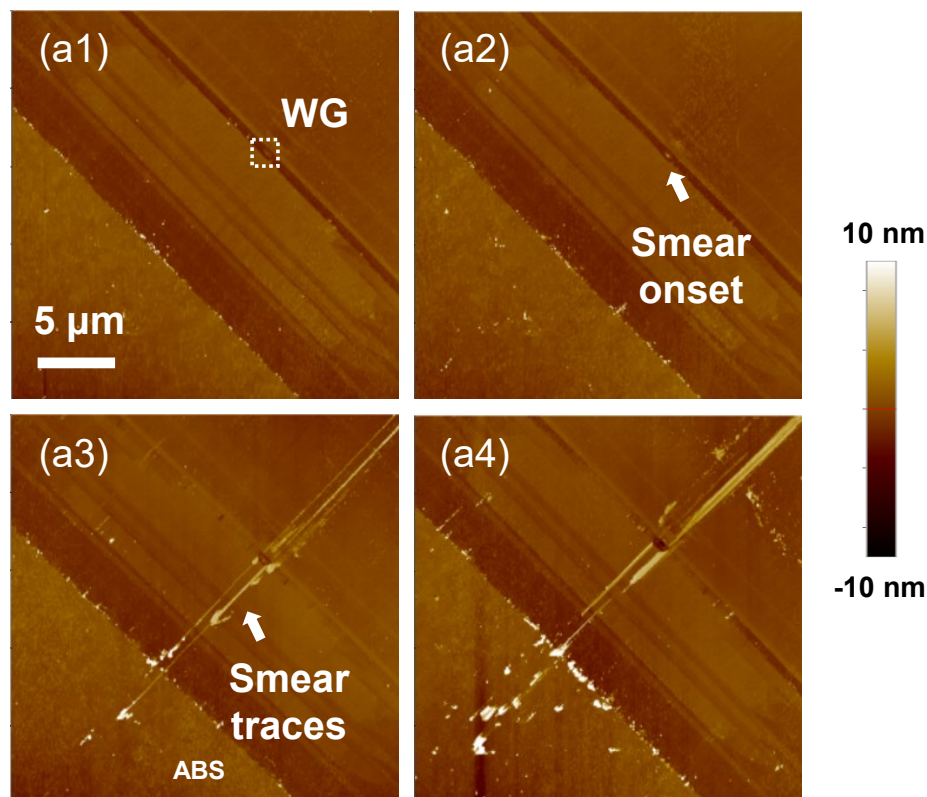 (a1)
WG
5 µm
(a2)
Smear
onset
10 nm
-10 nm
(a3)
Smear
traces
ABS
(a4)